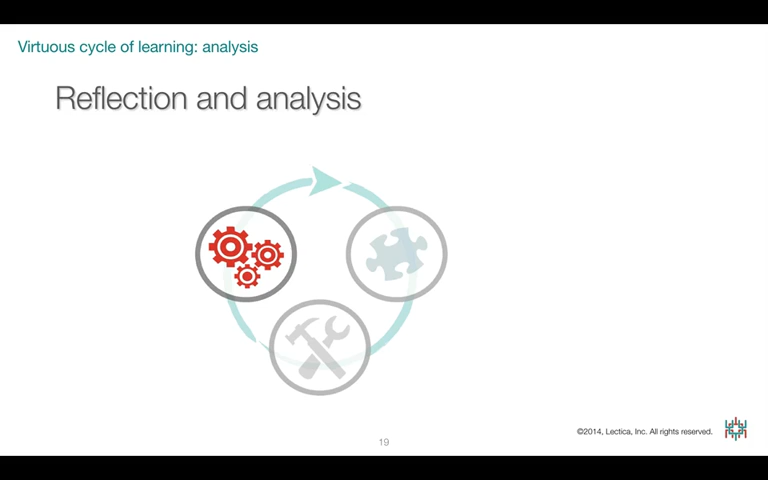 Virtuous cycle of learning: analysis
Reflection and analysis
©2014, Lectica, Inc. All rights reserved.
19